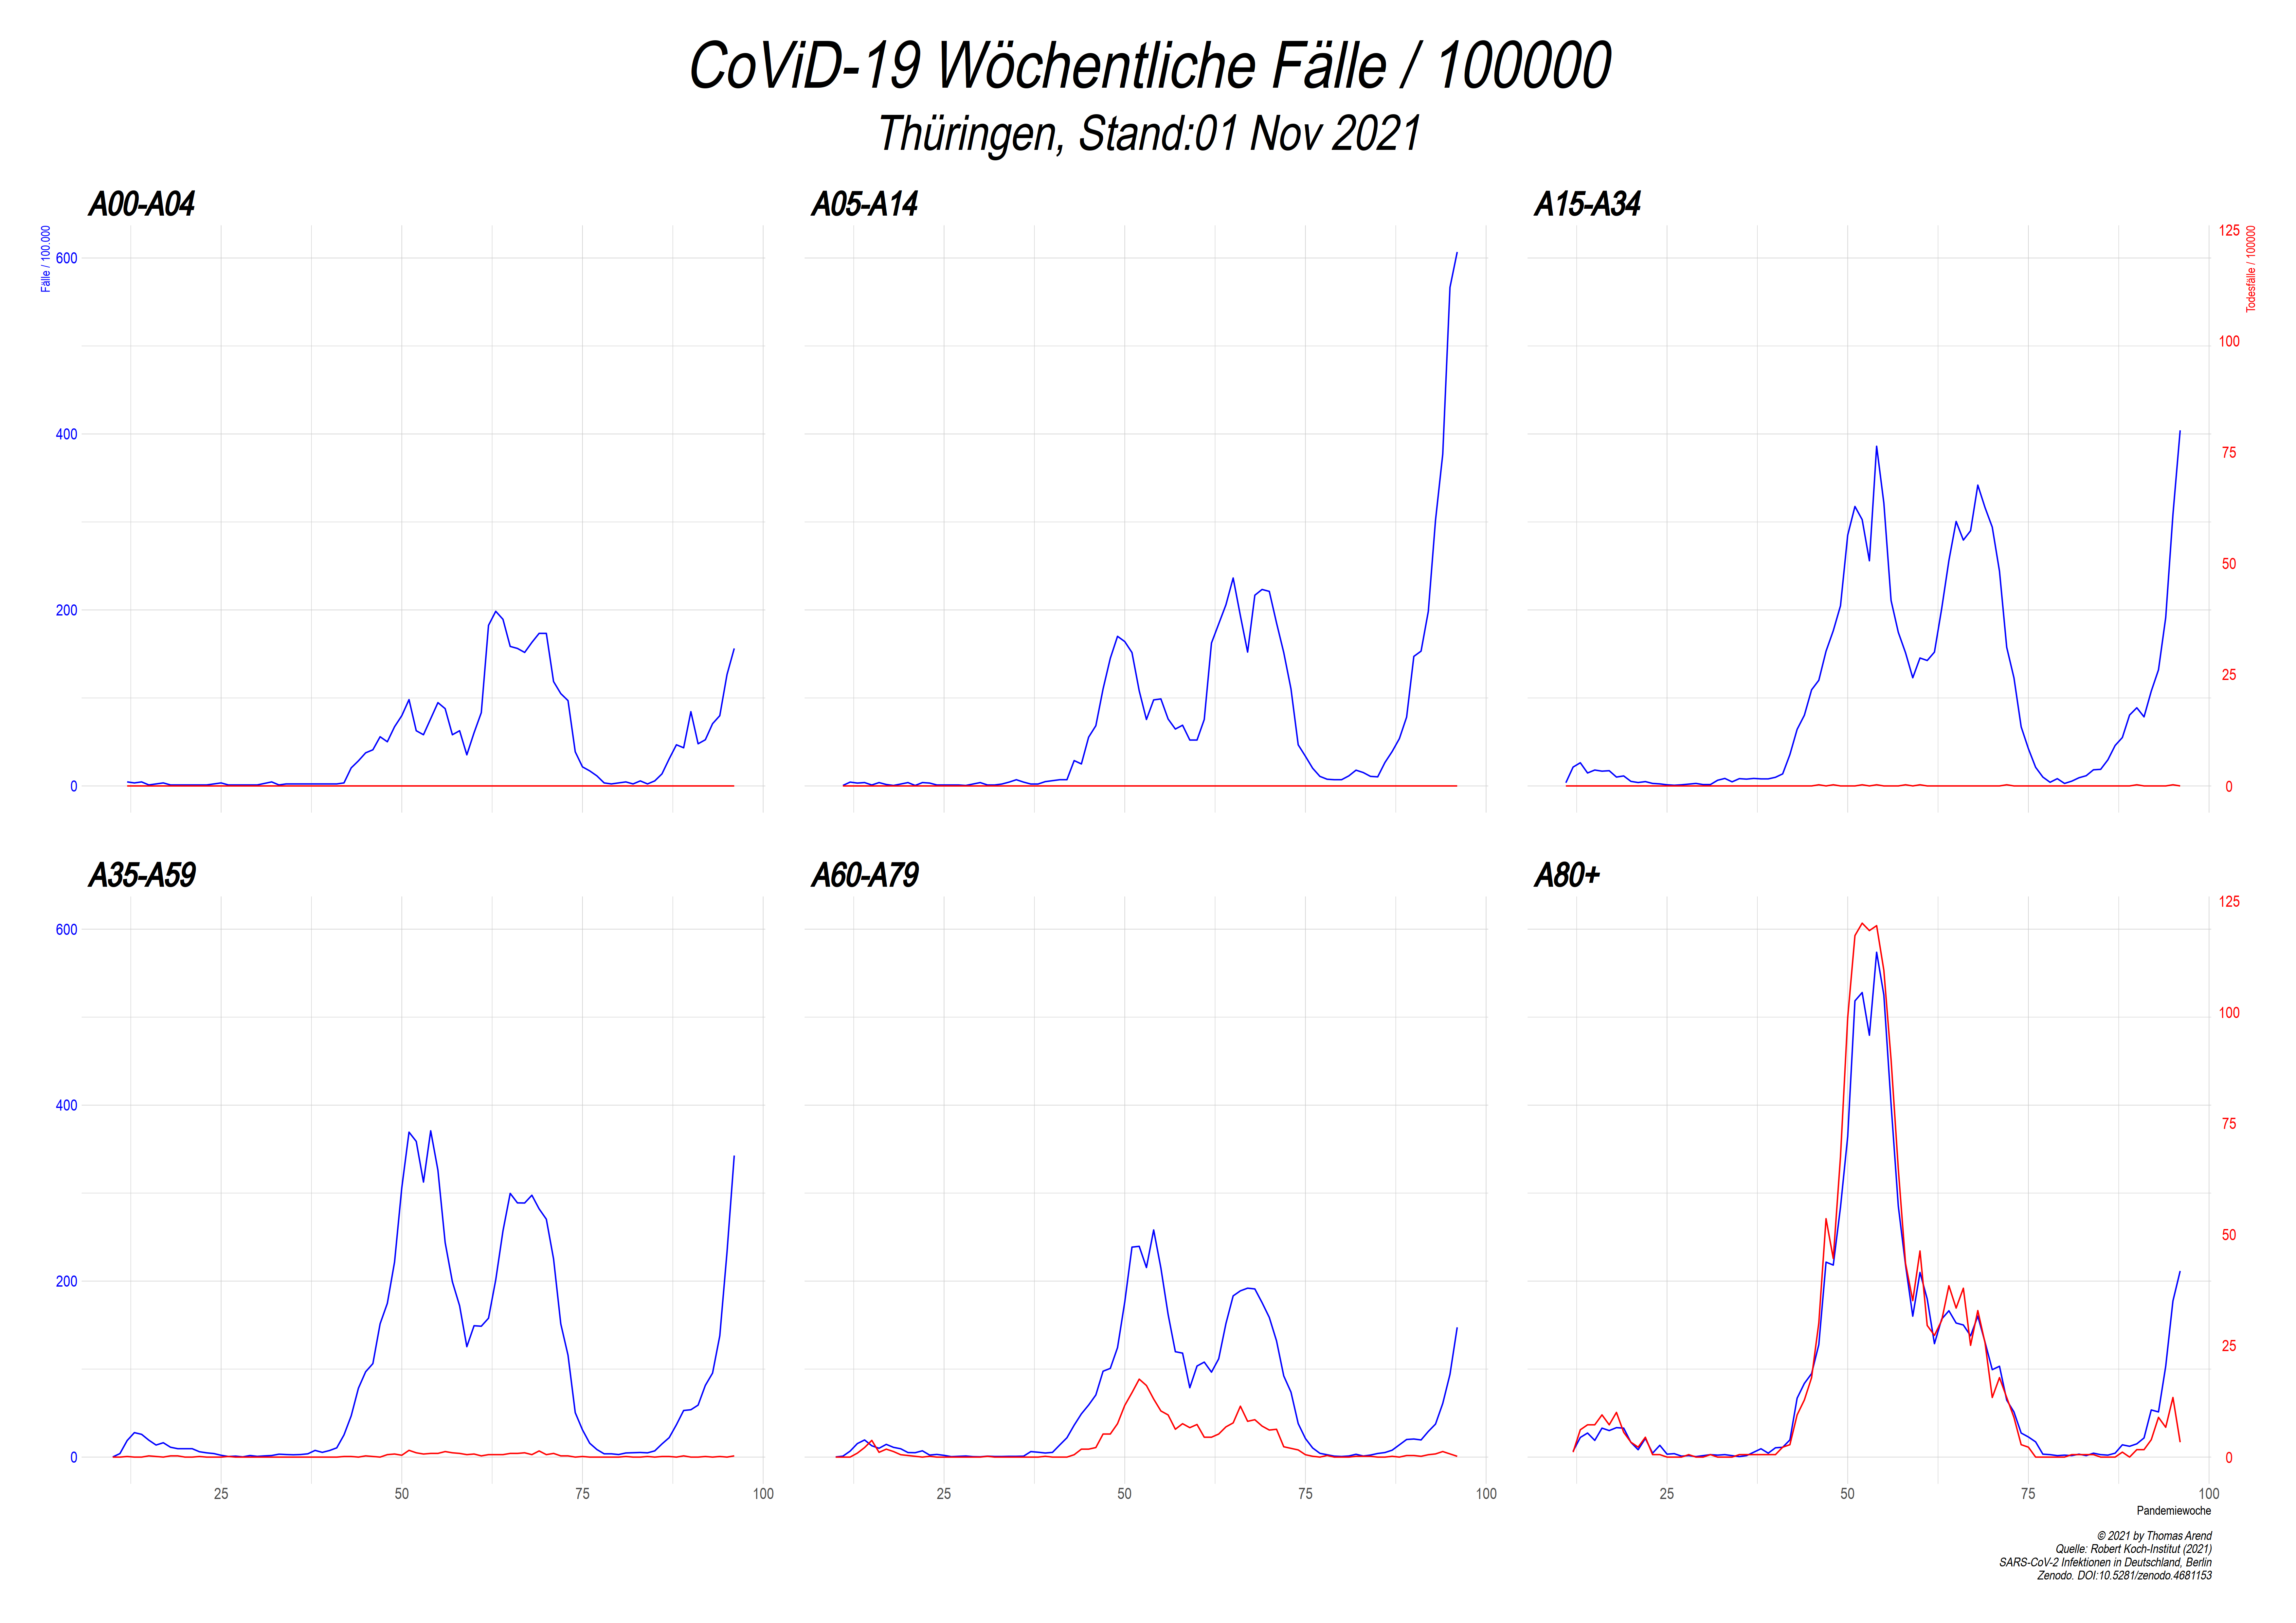 CoViD-19 Wöchentliche Fälle / 100000
Thüringen, Stand:01 Nov 2021
A00-A04
A05-A14
A15-A34
Fälle / 100.000
600
400
200
0
Todesfälle / 100000
125
100
75
50
25
0
A35-A59
A60-A79
A80+
600
400
200
0
125
100
75
50
25
0
25 50 75 100
25 50 75 100
25 50 75 100
Pandemiewoche
© 2021 by Thomas Arend
Quelle: Robert Koch-Institut (2021)
SARS-CoV-2 Infektionen in Deutschland, Berlin
Zenodo. DOI:10.5281/zenodo.4681153